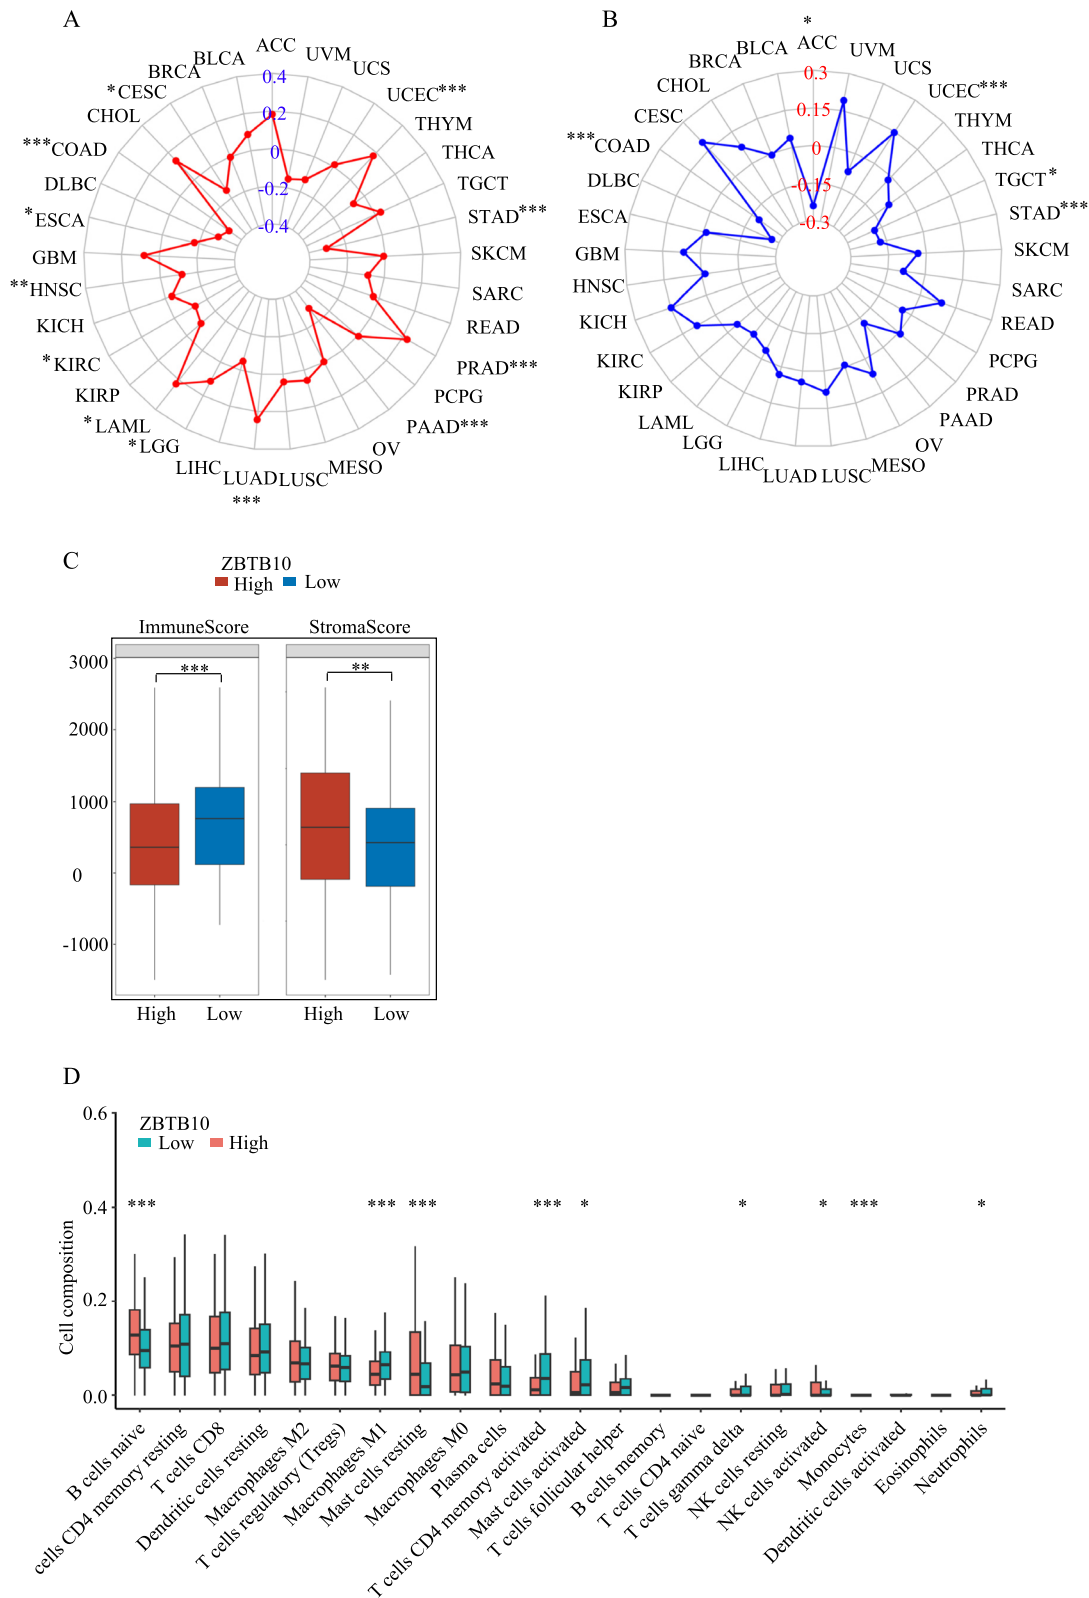 A
ACC
UVM
UCS
UCEC***
THYM
THCA
TGCT
STAD***
SKCM
SARC
READ
PRAD***
PCPG
PAAD***
OV
MESO
LUSC
LUAD
***
LIHC
*LGG
*LAML
KIRP
*KIRC
KICH
**HNSC
GBM
*ESCA
DLBC
***COAD
CHOL
*CESC
BRCA
BLCA
0.4
0.2
0
-0.2
-0.4
B
*
ACC
UVM
UCS
UCEC***
THYM
THCA
TGCT*
STAD***
SKCM
SARC
READ
PCPG
PRAD
PAAD
OV
MESO
LUSC
LUAD
LIHC
LGG
LAML
KIRP
KIRC
KICH
HNSC
GBM
ESCA
DLBC
***COAD
CESC
CHOL
BRCA
BLCA
0.3
0.15
0
-0.15
-0.3
C
ZBTB10
High Low
ImmuneScore StromaScore
*** **
3000
2000
1000
0
-1000
High Low High Low
D
ZBTB10
Low High
Cell composition
0.6
0.4
0.2
0.0
*** *** *** *** * * * *** *
B cells naive
cells CD4 memory resting
T cells CD8
Dendritic cells resting
Macrophages M2
T cells regulatory (Tregs)
Macrophages M1
Mast cells resting
Macrophages M0
Plasma cells
T cells CD4 memory activated
Mast cells activated
T cells follicular helper
B cells memory
T cells CD4 naive
T cells gamma delta
NK cells resting
NK cells activated
Monocytes
Dendritic cells activated
Eosinophils
Neutrophils